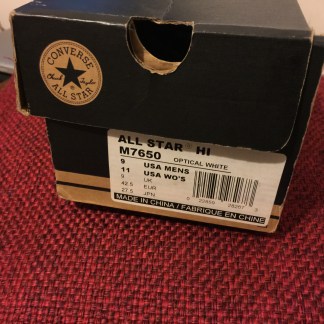 CONVERSE
ALL STAR
ALL STAR® HI
M7650 OPTICAL WHITE
9 USA MENS
11 USA WO'S
9 UK
42.5 EUR
27.5 JPN
MADE IN CHINA / FABRIQUE EN CHINE